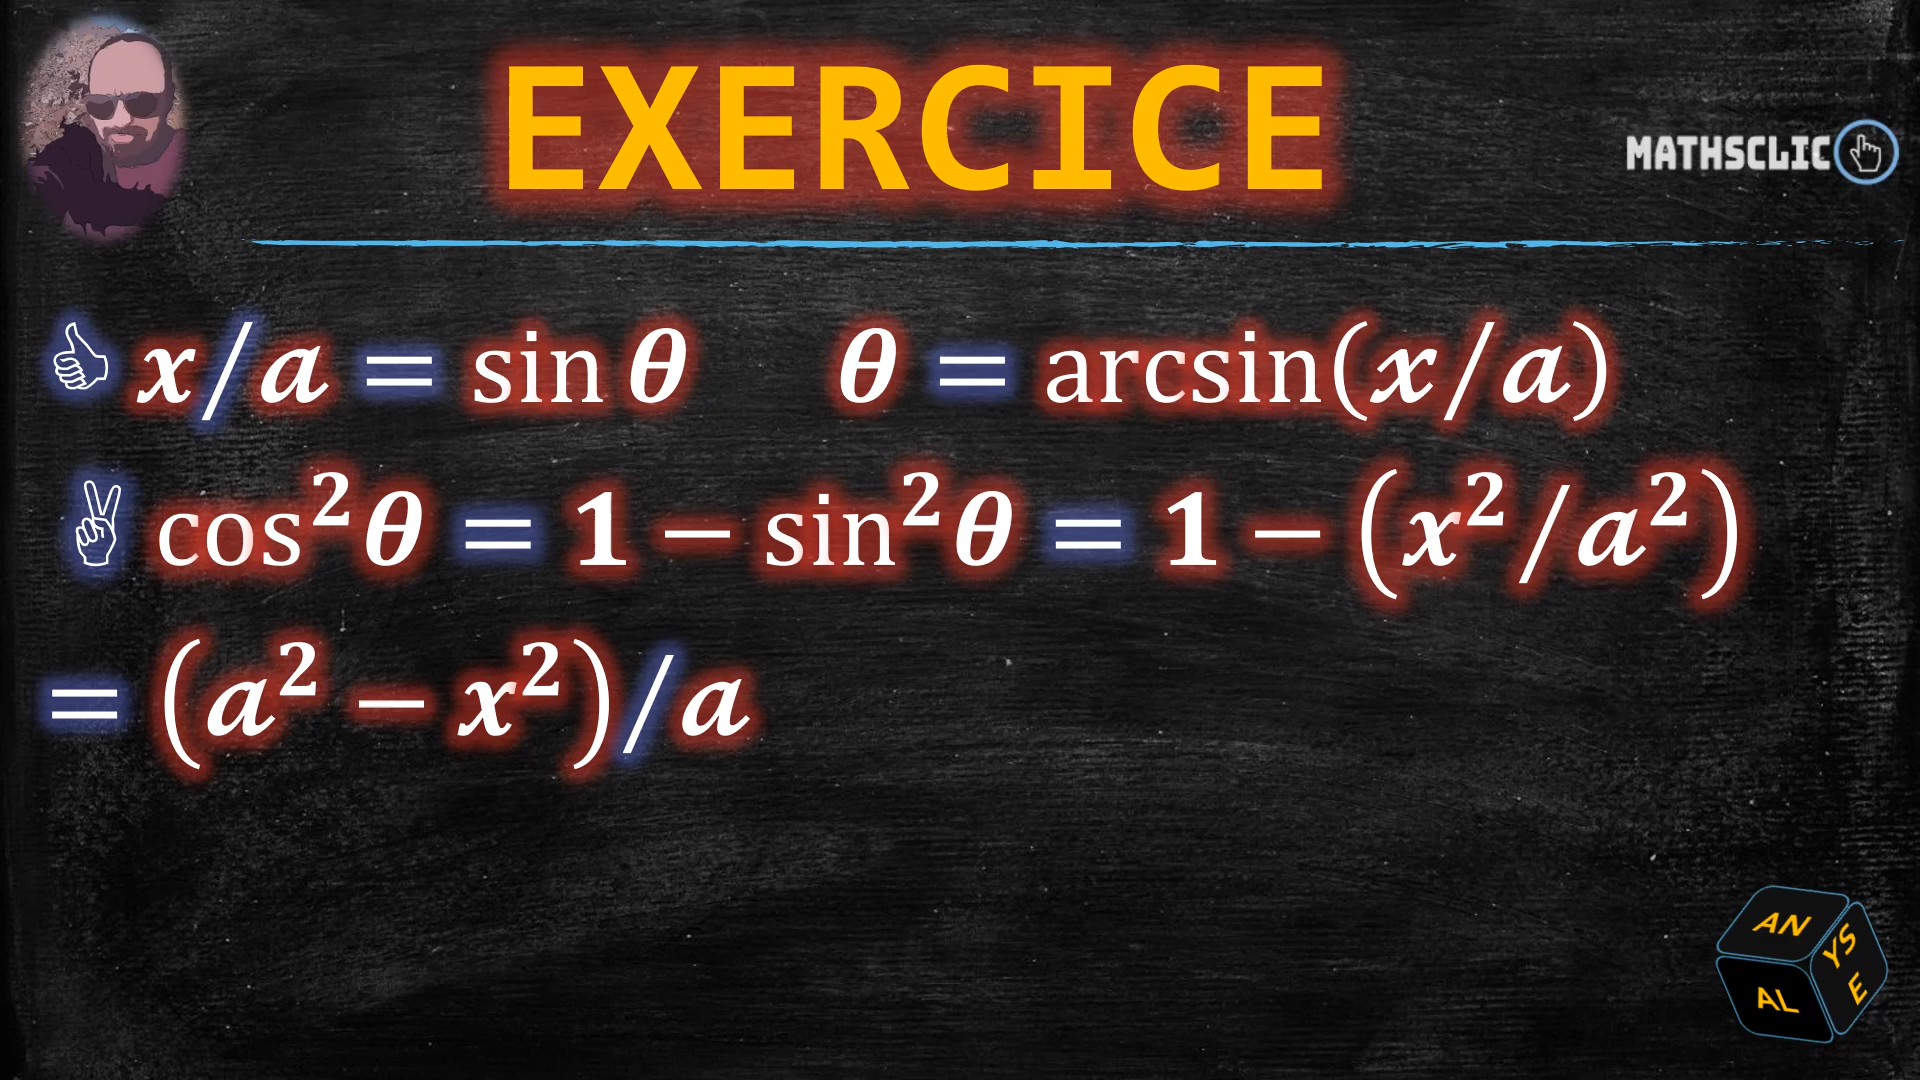 EXERCICE
MATHSCLIC
👍 x/a = sin θ θ = arcsin(x/a)
✌ cos²θ = 1 − sin²θ = 1 − (x²/a²)
= (a² − x²)/a
AN
AL
YS
E